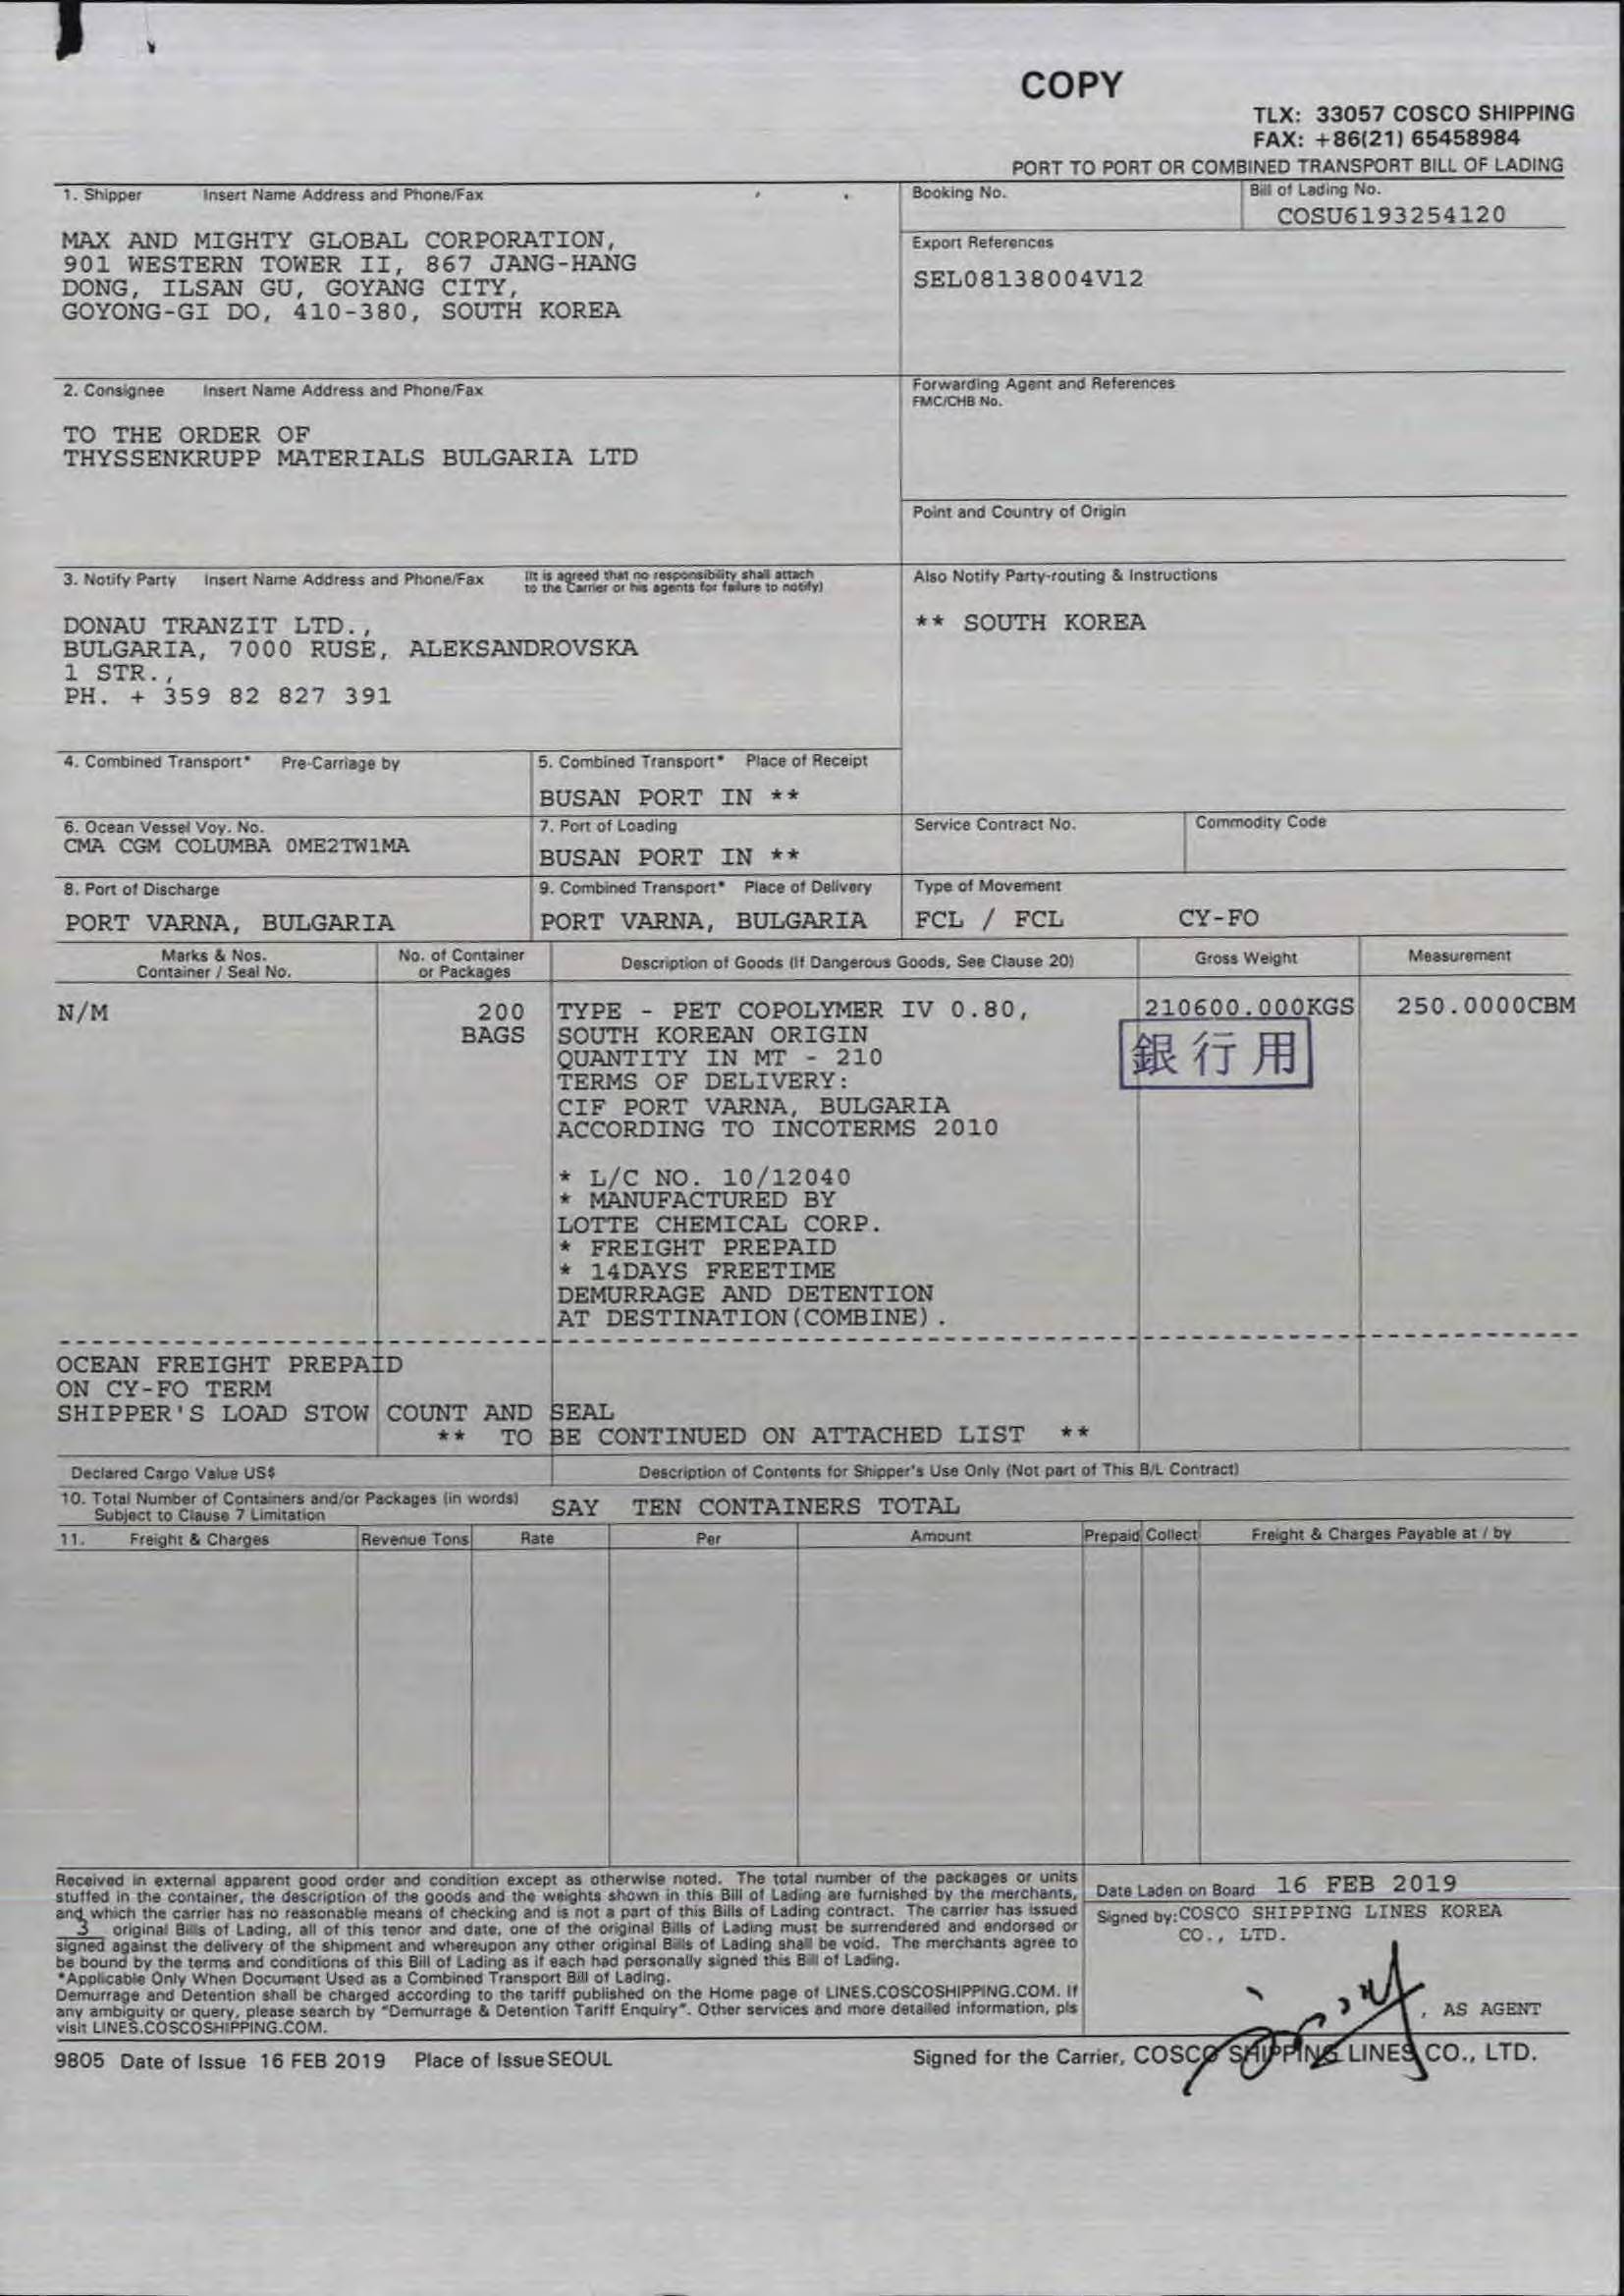 COPY
TLX: 33057 COSCO SHIPPING
FAX: +86(21) 65458984
PORT TO PORT OR COMBINED TRANSPORT BILL OF LADING
1. Shipper Insert Name Address and Phone/Fax
MAX AND MIGHTY GLOBAL CORPORATION,
901 WESTERN TOWER II, 867 JANG-HANG
DONG, ILSAN GU, GOYANG CITY,
GOYONG-GI DO, 410-380, SOUTH KOREA
Booking No.
Bill of Lading No.
COSU6193254120
Export References
SEL08138004V12
2. Consignee Insert Name Address and Phone/Fax
TO THE ORDER OF
THYSSENKRUPP MATERIALS BULGARIA LTD
Forwarding Agent and References
FMC/CHB No.
Point and Country of Origin
3. Notify Party Insert Name Address and Phone/Fax
(It is agreed that no responsibility shall attach
to the Carrier or his agents for failure to notify)
DONAU TRANZIT LTD.,
BULGARIA, 7000 RUSE, ALEKSANDROVSKA
1 STR.,
PH. + 359 82 827 391
Also Notify Party-routing & Instructions
** SOUTH KOREA
4. Combined Transport* Pre-Carriage by
5. Combined Transport* Place of Receipt
BUSAN PORT IN **
6. Ocean Vessel Voy. No.
CMA CGM COLUMBA 0ME2TW1MA
7. Port of Loading
BUSAN PORT IN **
Service Contract No.
Commodity Code
8. Port of Discharge
PORT VARNA, BULGARIA
9. Combined Transport* Place of Delivery
PORT VARNA, BULGARIA
Type of Movement
FCL / FCL CY-FO
Marks & Nos.
Container / Seal No.
No. of Container
or Packages
Description of Goods (If Dangerous Goods, See Clause 20)
Gross Weight
Measurement
N/M
200
BAGS
TYPE - PET COPOLYMER IV 0.80,
SOUTH KOREAN ORIGIN
QUANTITY IN MT - 210
TERMS OF DELIVERY:
CIF PORT VARNA, BULGARIA
ACCORDING TO INCOTERMS 2010
* L/C NO. 10/12040
* MANUFACTURED BY
LOTTE CHEMICAL CORP.
* FREIGHT PREPAID
* 14DAYS FREETIME
DEMURRAGE AND DETENTION
AT DESTINATION(COMBINE).
210600.000KGS
250.0000CBM
銀行用
OCEAN FREIGHT PREPAID
ON CY-FO TERM
SHIPPER'S LOAD STOW COUNT AND SEAL
** TO BE CONTINUED ON ATTACHED LIST **
Declared Cargo Value US$
Description of Contents for Shipper's Use Only (Not part of This B/L Contract)
10. Total Number of Containers and/or Packages (in words)
Subject to Clause 7 Limitation
SAY TEN CONTAINERS TOTAL
11. Freight & Charges Revenue Tons Rate Per Amount Prepaid Collect Freight & Charges Payable at / by
Received in external apparent good order and condition except as otherwise noted. The total number of the packages or units
stuffed in the container, the description of the goods and the weights shown in this Bill of Lading are furnished by the merchants,
and which the carrier has no reasonable means of checking and is not a part of this Bills of Lading contract. The carrier has issued
3 original Bills of Lading, all of this tenor and date, one of the original Bills of Lading must be surrendered and endorsed or
signed against the delivery of the shipment and whereupon any other original Bills of Lading shall be void. The merchants agree to
be bound by the terms and conditions of this Bill of Lading as if each had personally signed this Bill of Lading.
*Applicable Only When Document Used as a Combined Transport Bill of Lading.
Demurrage and Detention shall be charged according to the tariff published on the Home page of LINES.COSCOSHIPPING.COM. If
any ambiguity or query, please search by "Demurrage & Detention Tariff Enquiry". Other services and more detailed information, pls
visit LINES.COSCOSHIPPING.COM.
Date Laden on Board 16 FEB 2019
Signed by:COSCO SHIPPING LINES KOREA
CO., LTD.
, AS AGENT
9805 Date of Issue 16 FEB 2019 Place of Issue SEOUL
Signed for the Carrier, COSCO SHIPPING LINES CO., LTD.